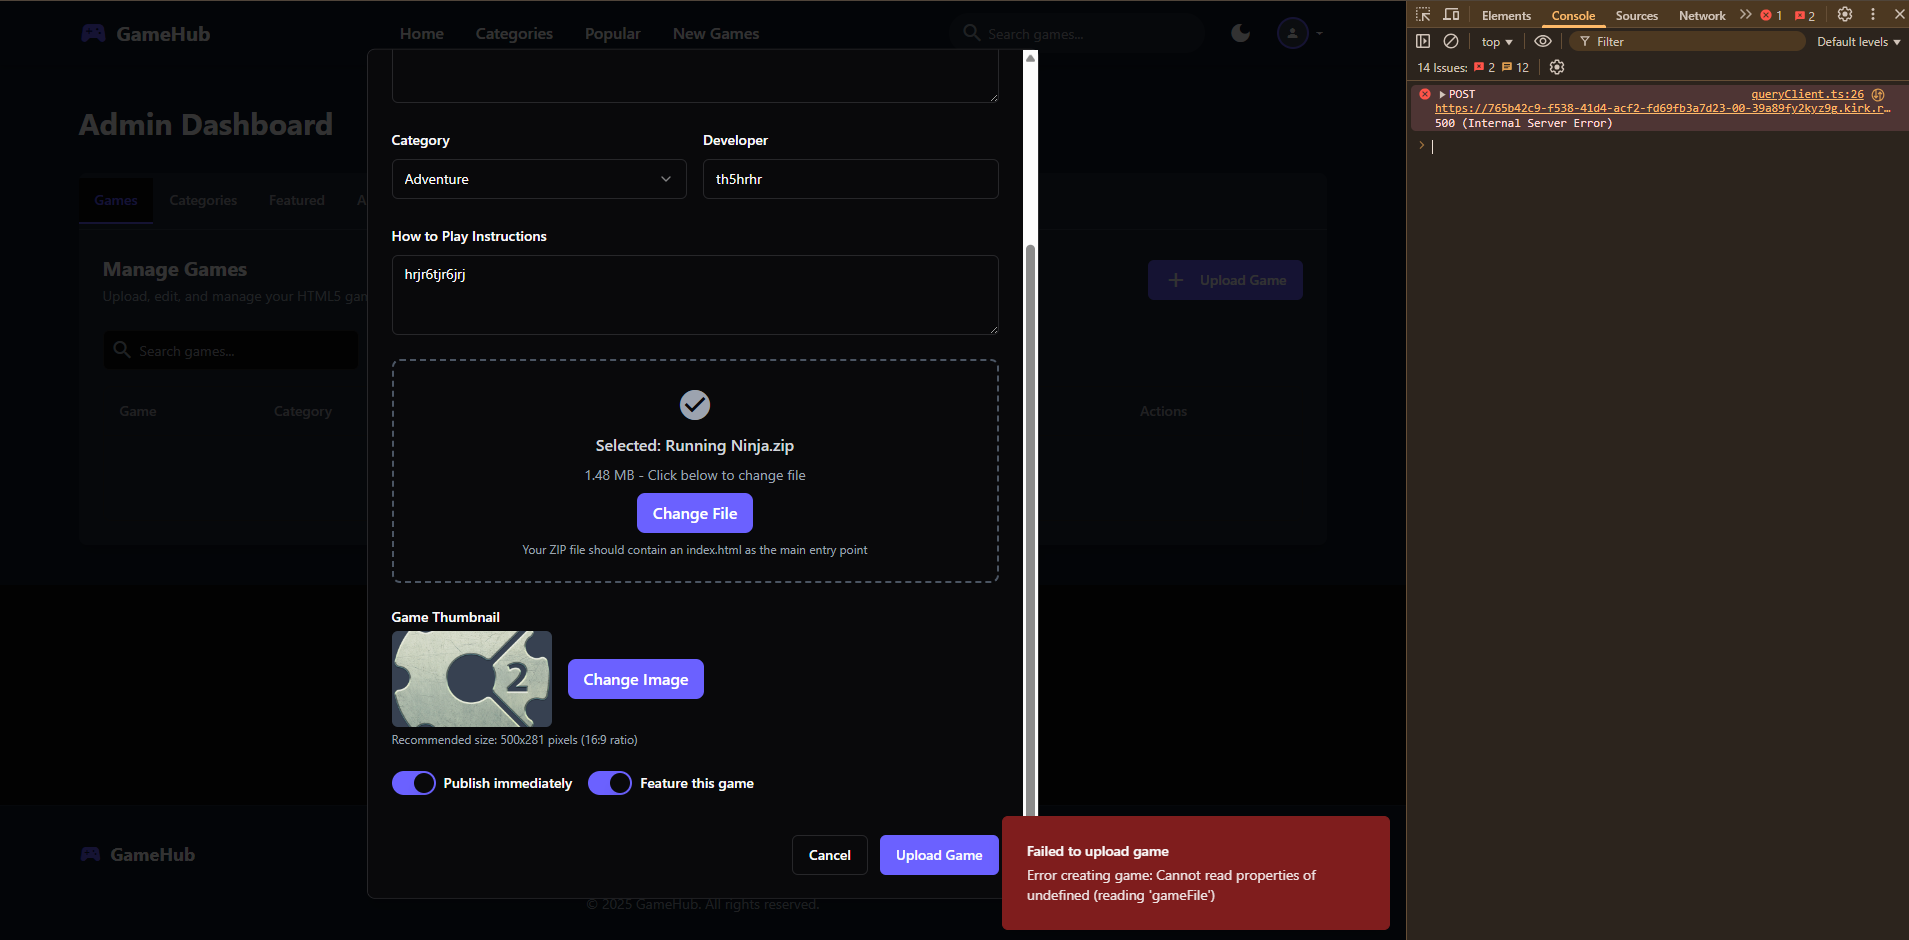 GameHub
Home
Categories
Popular
New Games
Search games...
Admin Dashboard
Games
Categories
Featured
A
Manage Games
Upload, edit, and manage your HTML5 gam
Upload Game
Search games...
Game
Category
Actions
Category
Developer
Adventure
th5hrhr
How to Play Instructions
hrjr6tjr6jrj
Selected: Running Ninja.zip
1.48 MB - Click below to change file
Change File
Your ZIP file should contain an index.html as the main entry point
Game Thumbnail
2
Change Image
Recommended size: 500x281 pixels (16:9 ratio)
Publish immediately
Feature this game
Cancel
Upload Game
GameHub
© 2025 GameHub. All rights reserved.
Failed to upload game
Error creating game: Cannot read properties of
undefined (reading 'gameFile')
Elements
Console
Sources
Network
1
2
top
Filter
Default levels
14 Issues:
2
12
POST
queryClient.ts:26
https://765b42c9-f538-41d4-acf2-fd69fb3a7d23-00-39a89fy2kyz9g.kirk.r…
500 (Internal Server Error)